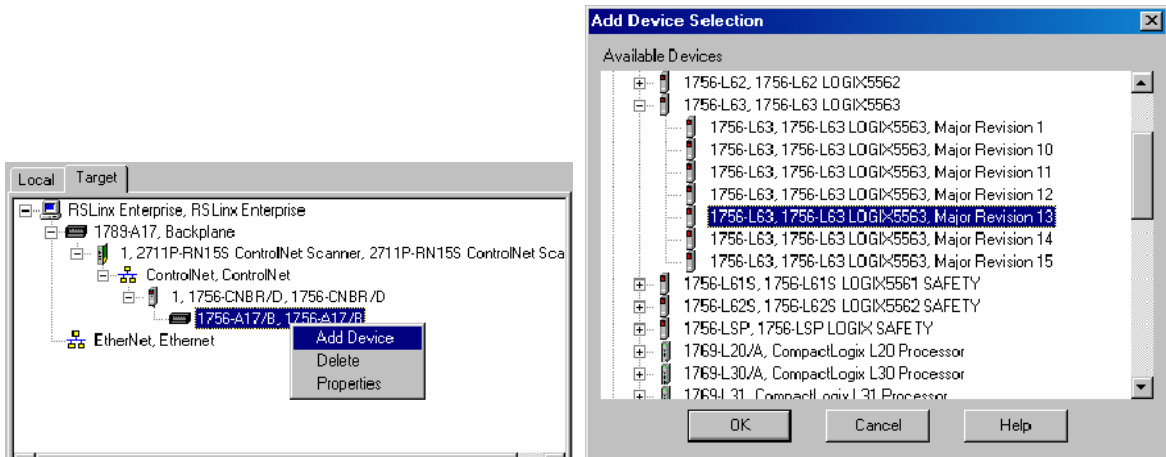 Local Target
RSLinx Enterprise, RSLinx Enterprise
1789-A17, Backplane
1, 2711P-RN15S ControlNet Scanner, 2711P-RN15S ControlNet Sca
ControlNet, ControlNet
1, 1756-CNBR/D, 1756-CNBR/D
1756-A17/B, 1756-A17/B
EtherNet, Ethernet
Add Device
Delete
Properties
Add Device Selection
Available Devices
1756-L62, 1756-L62 LOGIX5562
1756-L63, 1756-L63 LOGIX5563
1756-L63, 1756-L63 LOGIX5563, Major Revision 1
1756-L63, 1756-L63 LOGIX5563, Major Revision 10
1756-L63, 1756-L63 LOGIX5563, Major Revision 11
1756-L63, 1756-L63 LOGIX5563, Major Revision 12
1756-L63, 1756-L63 LOGIX5563, Major Revision 13
1756-L63, 1756-L63 LOGIX5563, Major Revision 14
1756-L63, 1756-L63 LOGIX5563, Major Revision 15
1756-L61S, 1756-L61S LOGIX5561 SAFETY
1756-L62S, 1756-L62S LOGIX5562 SAFETY
1756-LSP, 1756-LSP LOGIX SAFETY
1769-L20/A, CompactLogix L20 Processor
1769-L30/A, CompactLogix L30 Processor
1769-L31, CompactLogix L31 Processor
OK Cancel Help